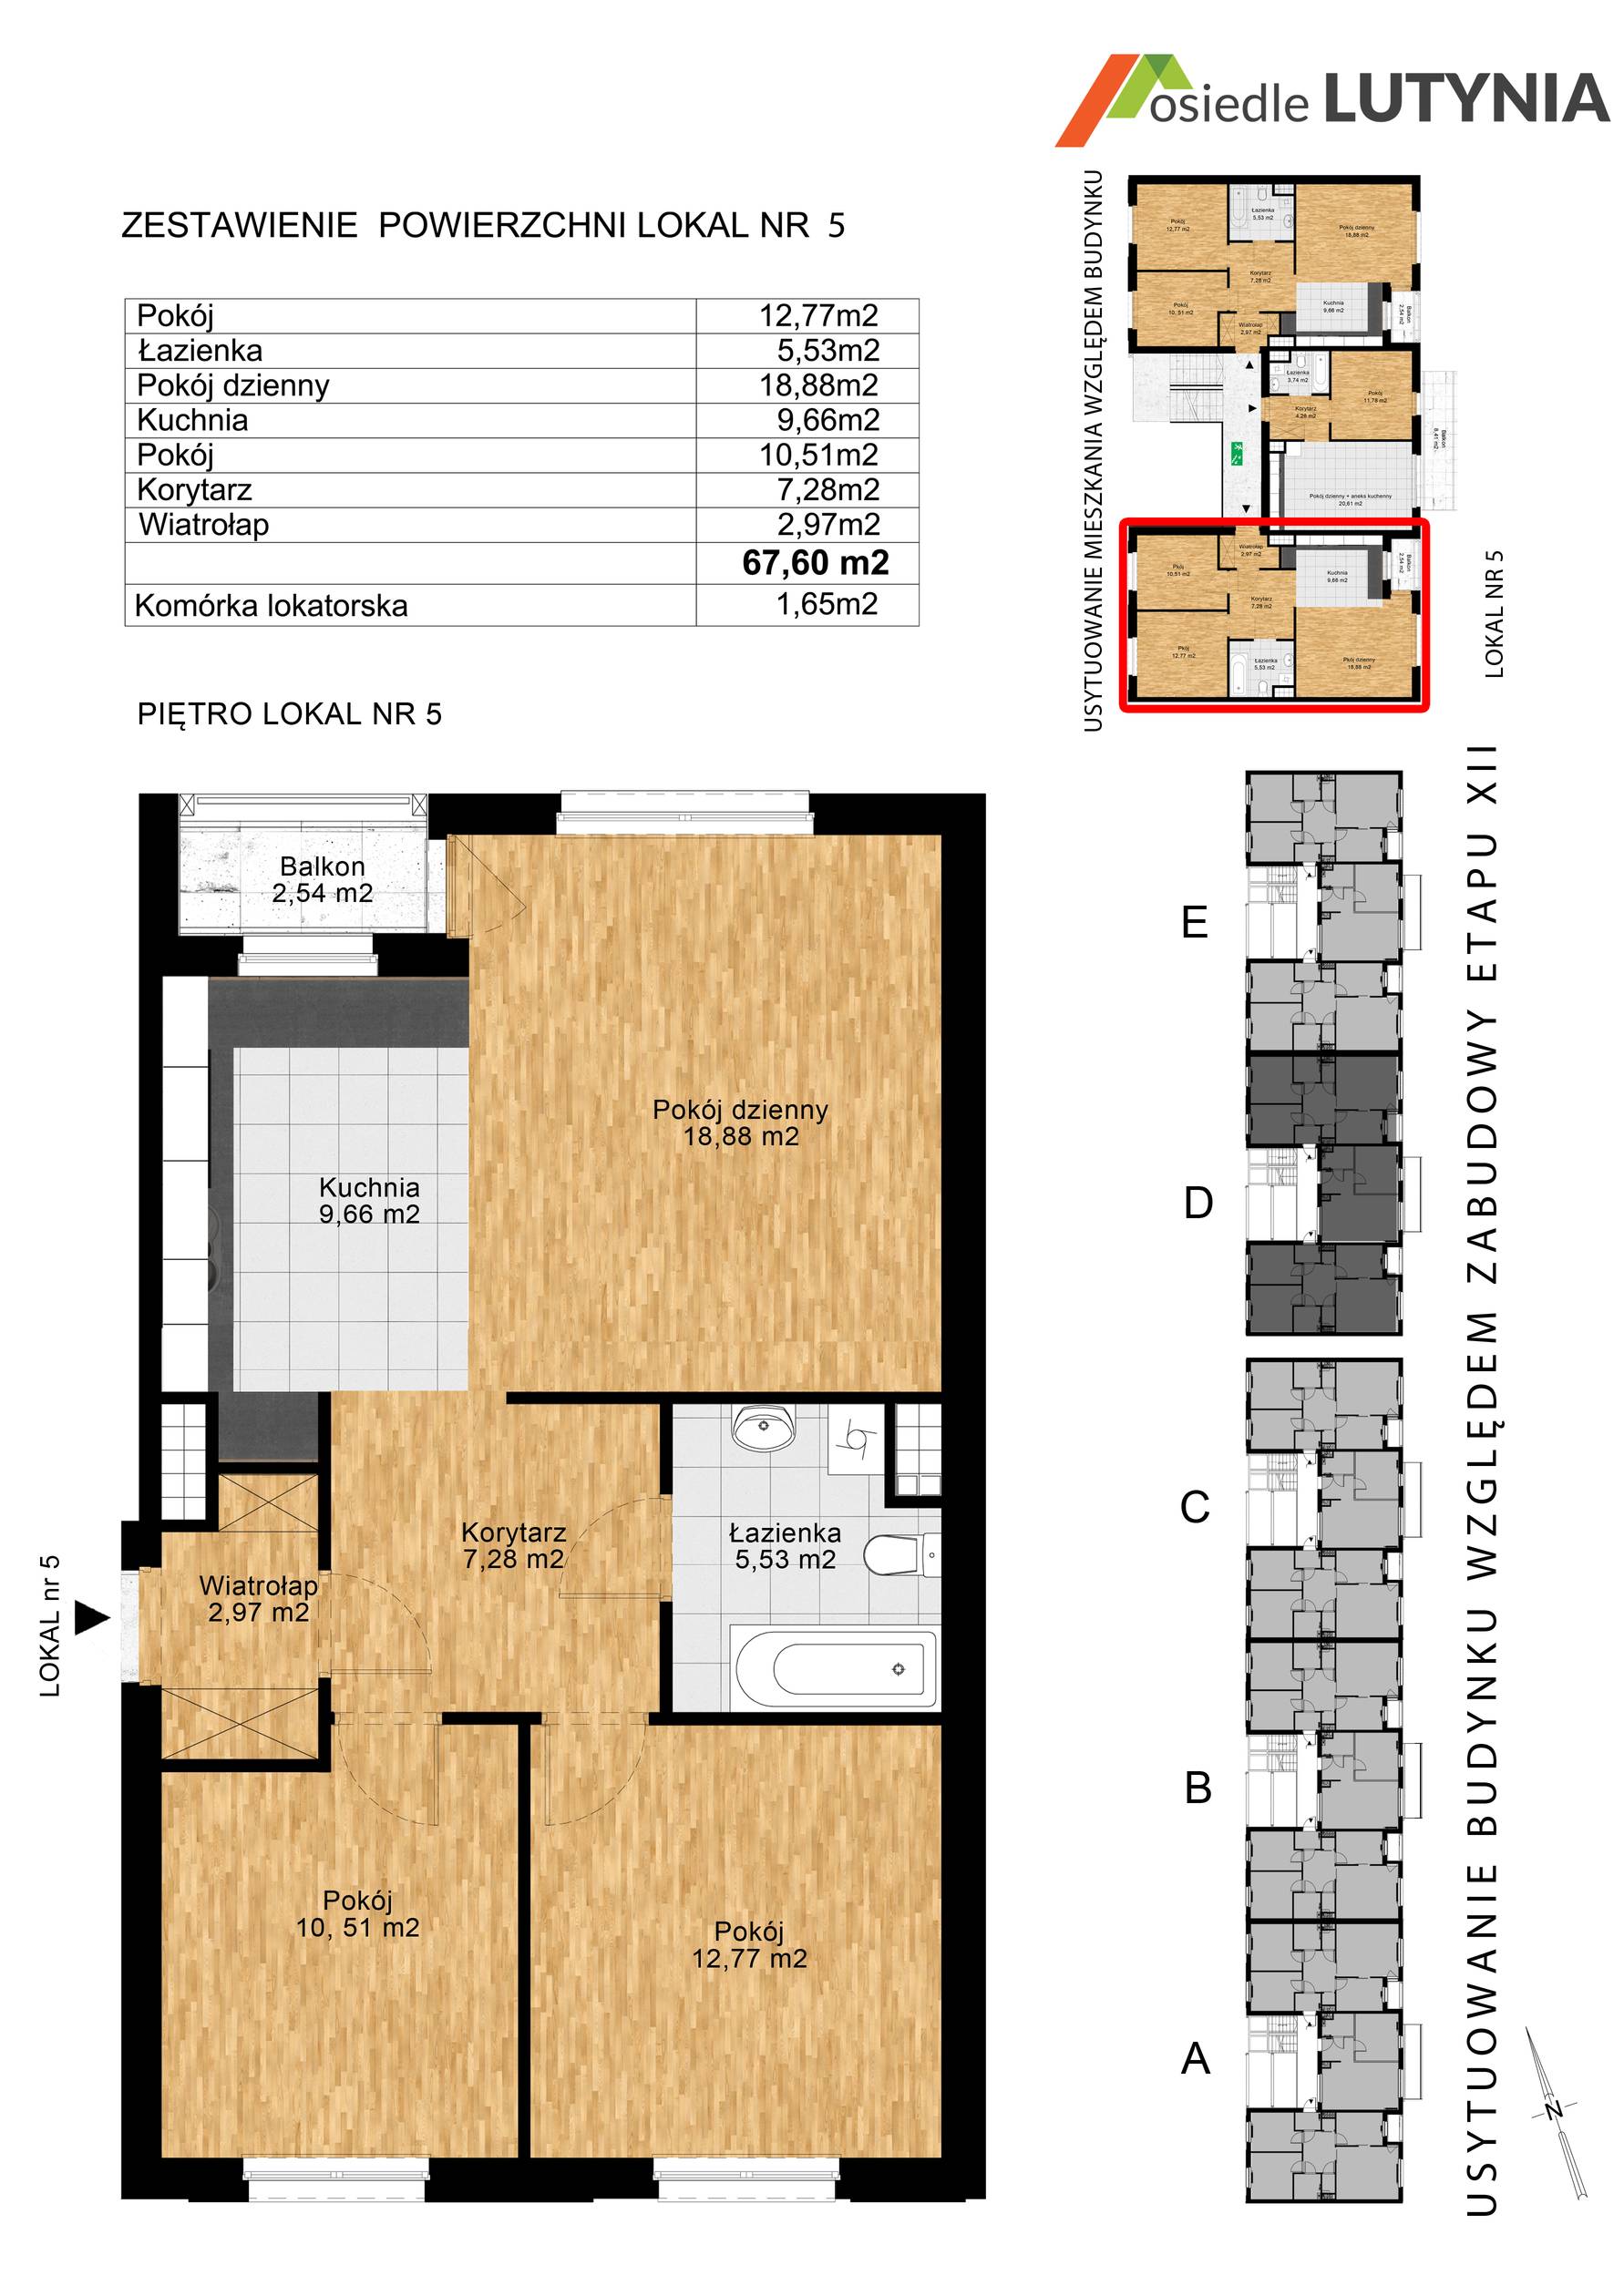 osiedle LUTYNIA
ZESTAWIENIE POWIERZCHNI LOKAL NR 5
Pokój 12,77m2
Łazienka 5,53m2
Pokój dzienny 18,88m2
Kuchnia 9,66m2
Pokój 10,51m2
Korytarz 7,28m2
Wiatrołap 2,97m2
67,60 m2
Komórka lokatorska 1,65m2
PIĘTRO LOKAL NR 5
Balkon
2,54 m2
Pokój dzienny
18,88 m2
Kuchnia
9,66 m2
Korytarz
7,28 m2
Łazienka
5,53 m2
Wiatrołap
2,97 m2
LOKAL nr 5
Pokój
10, 51 m2
Pokój
12,77 m2
USYTUOWANIE MIESZKANIA WZGLĘDEM BUDYNKU
Pokój
12,77 m2
Łazienka
5,53 m2
Pokój dzienny
18,88 m2
Korytarz
7,28 m2
Pokój
10, 51 m2
Kuchnia
9,66 m2
Balkon
2,54 m2
Wiatrołap
2,97 m2
Łazienka
3,74 m2
Pokój
11,79 m2
Korytarz
4,26 m2
Balkon
8,41 m2
Pokój dzienny + aneks kuchenny
20,61 m2
Wiatrołap
2,97 m2
Pkój
10,51 m2
Kuchnia
9,66 m2
Balkon
2,54 m2
Korytarz
7,28 m2
Pkój
12,77 m2
Łazienka
5,53 m2
Pkój dzienny
18,88 m2
LOKAL NR 5
E
D
C
B
A
USYTUOWANIE BUDYNKU WZGLĘDEM ZABUDOWY ETAPU XII
N